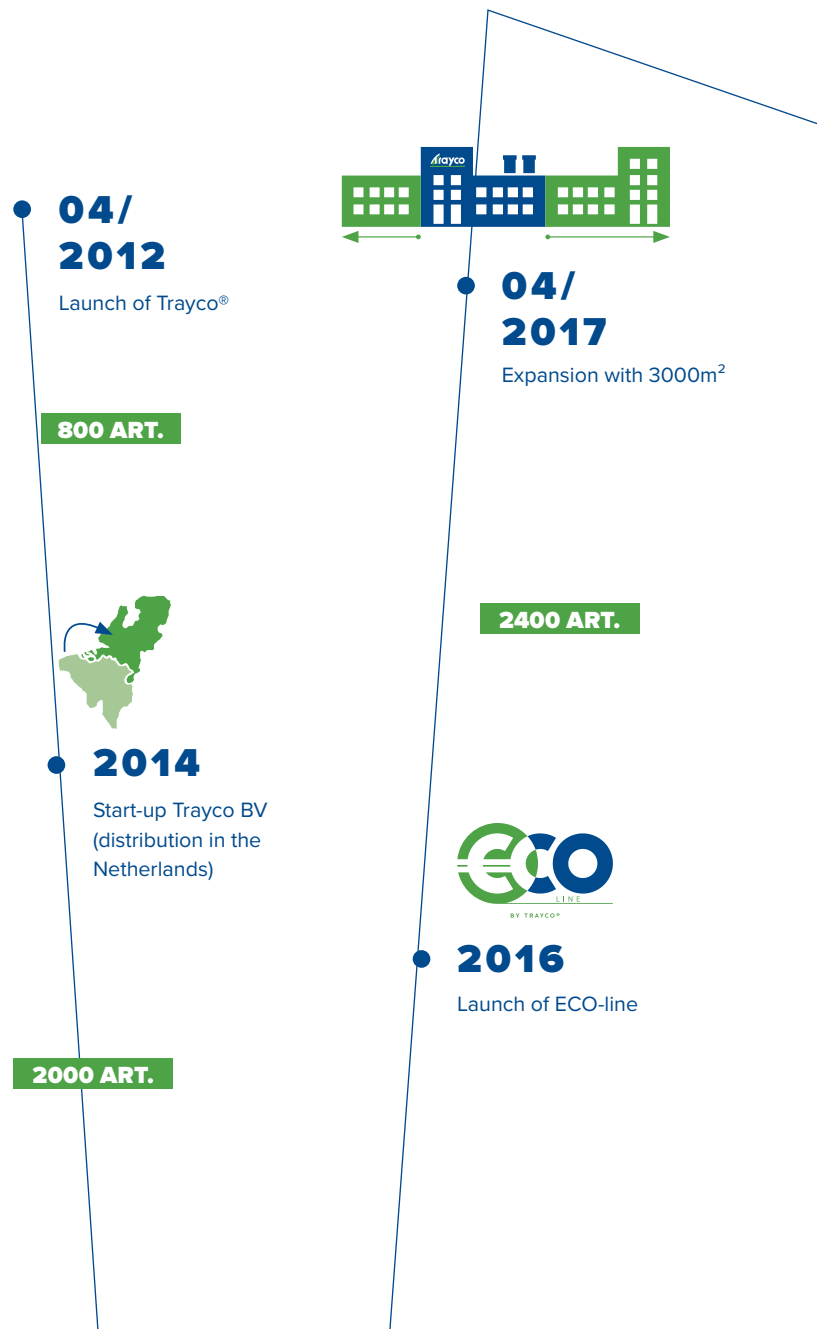 04/
2012
Launch of Trayco®
800 ART.
2014
Start-up Trayco BV
(distribution in the
Netherlands)
2000 ART.
Trayco
04/
2017
Expansion with 3000m²
2400 ART.
€CO
LINE
BY TRAYCO®
2016
Launch of ECO-line